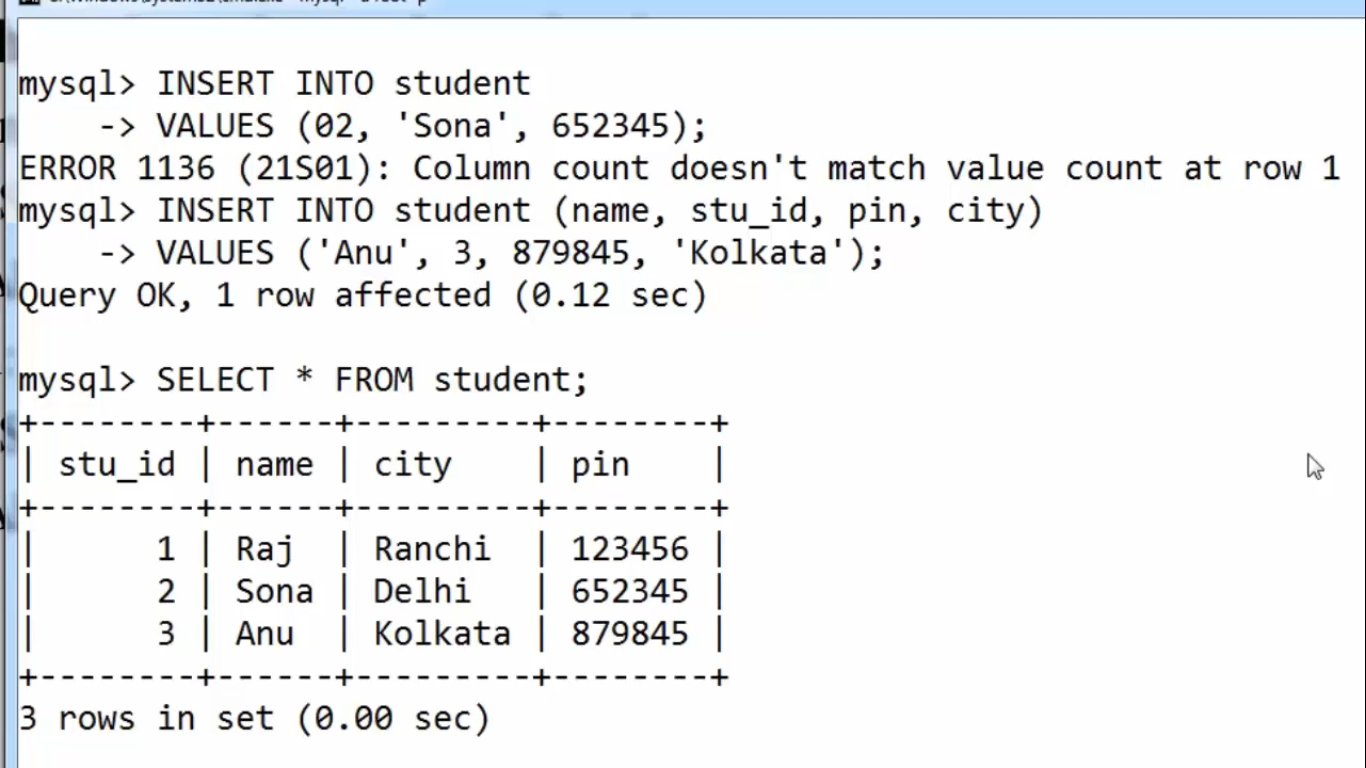 mysql> INSERT INTO student
    -> VALUES (02, 'Sona', 652345);
ERROR 1136 (21S01): Column count doesn't match value count at row 1
mysql> INSERT INTO student (name, stu_id, pin, city)
    -> VALUES ('Anu', 3, 879845, 'Kolkata');
Query OK, 1 row affected (0.12 sec)
mysql> SELECT * FROM student;
+--------+------+---------+--------+
| stu_id | name | city    | pin    |
+--------+------+---------+--------+
|      1 | Raj  | Ranchi  | 123456 |
|      2 | Sona | Delhi   | 652345 |
|      3 | Anu  | Kolkata | 879845 |
+--------+------+---------+--------+
3 rows in set (0.00 sec)